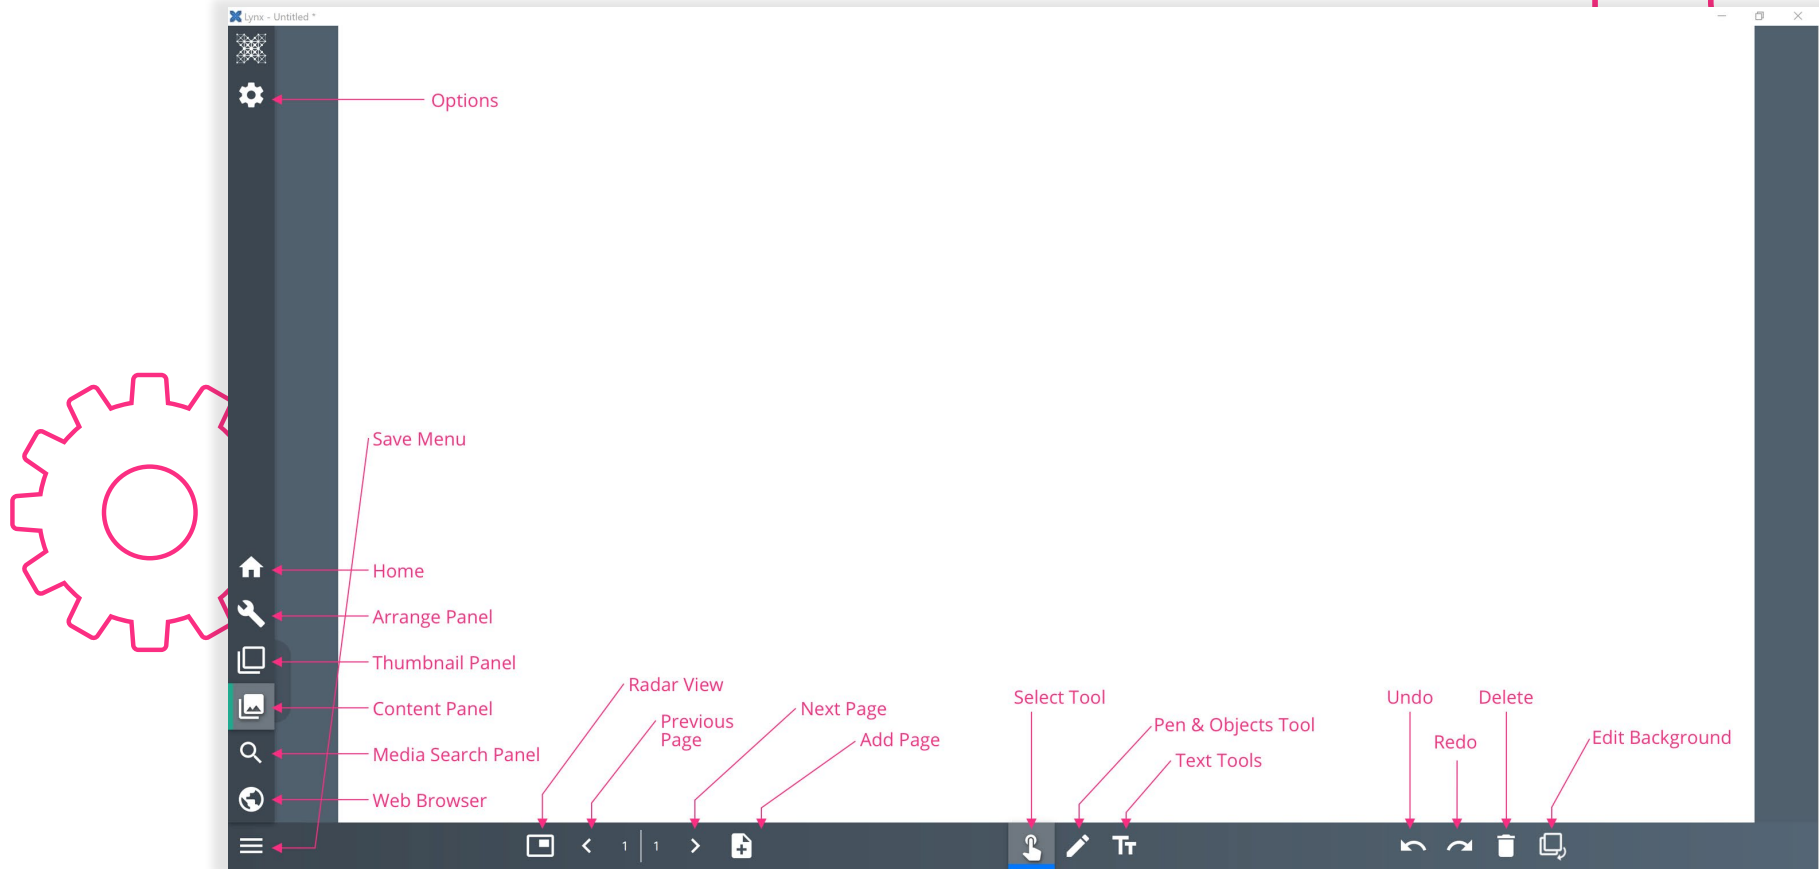 Lynx - Untitled *
Options
Save Menu
Home
Arrange Panel
Thumbnail Panel
Content Panel
Media Search Panel
Web Browser
Radar View
Previous
Page
Next Page
Add Page
Select Tool
Pen & Objects Tool
Text Tools
Undo
Redo
Delete
Edit Background
1 | 1
TT